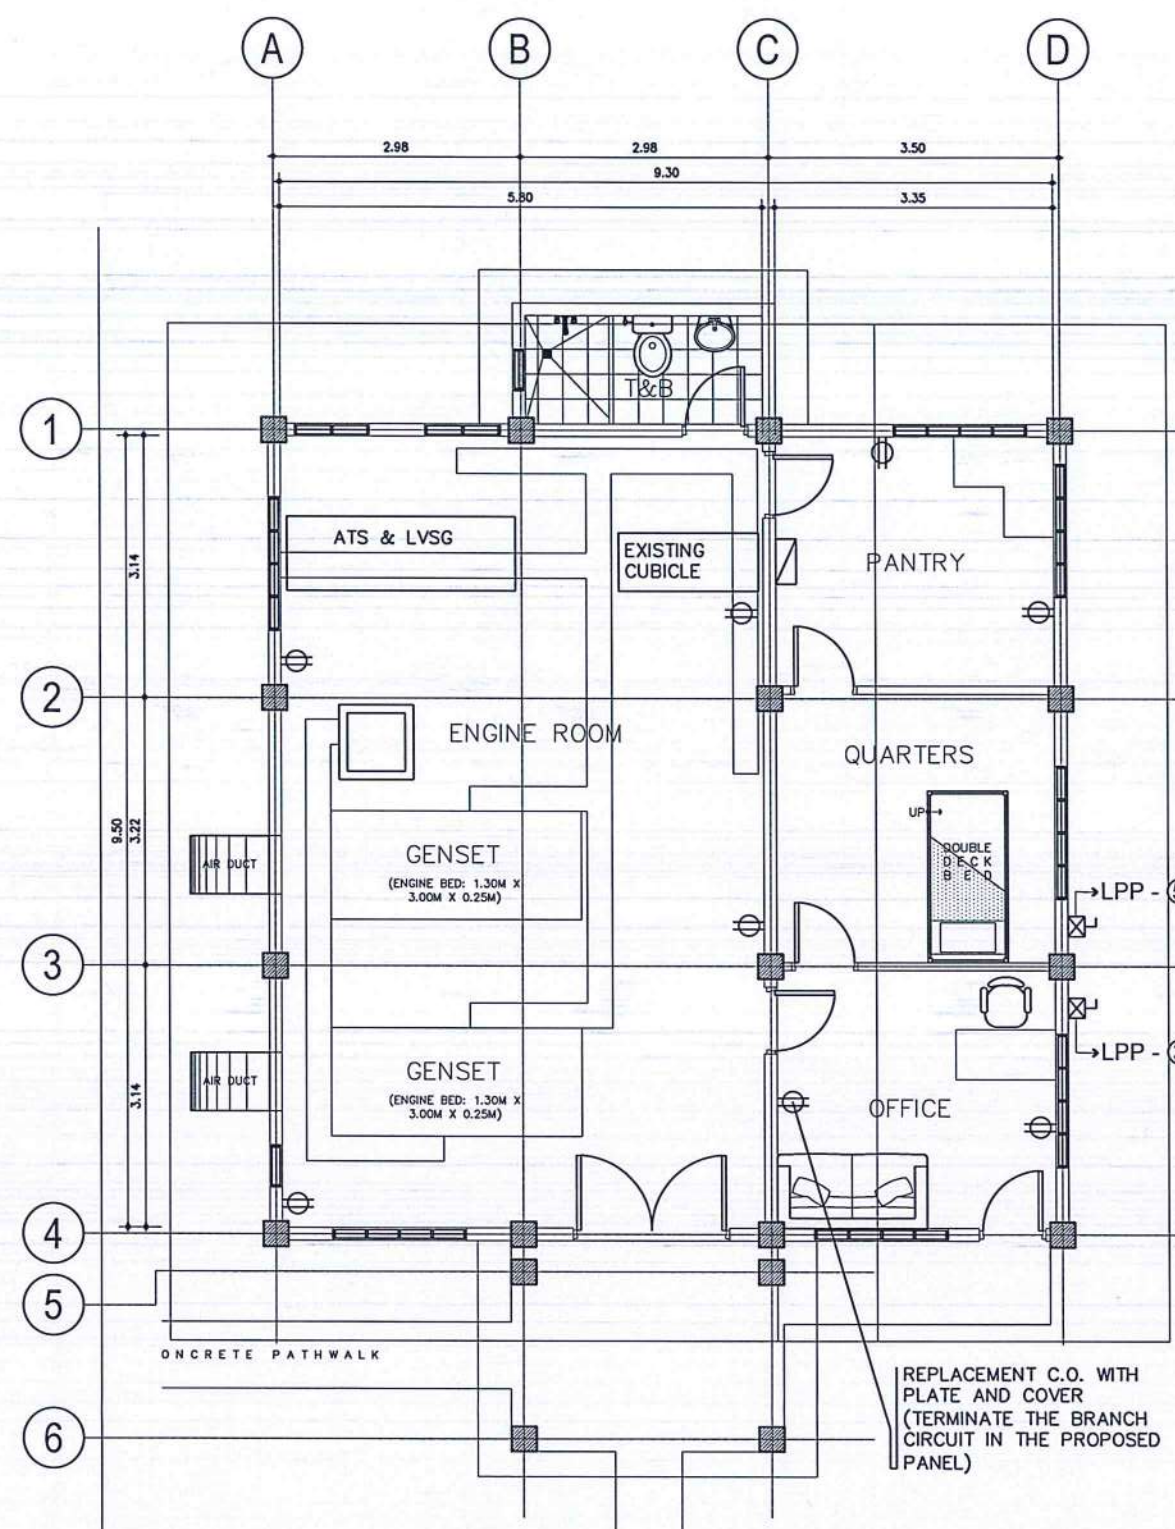 A B C D
2.98 2.98 3.50
9.30
5.80 3.35
T&B
1
ATS & LVSG
EXISTING
CUBICLE
PANTRY
3.14
2
ENGINE ROOM
QUARTERS
UP
9.50
3.22
AIR DUCT
GENSET
(ENGINE BED: 1.30M X
3.00M X 0.25M)
DOUBLE
DECK
BED
LPP -
3
LPP -
AIR DUCT
GENSET
(ENGINE BED: 1.30M X
3.00M X 0.25M)
3.14
OFFICE
4
5
ONCRETE PATHWALK
REPLACEMENT C.O. WITH
PLATE AND COVER
(TERMINATE THE BRANCH
CIRCUIT IN THE PROPOSED
PANEL)
6